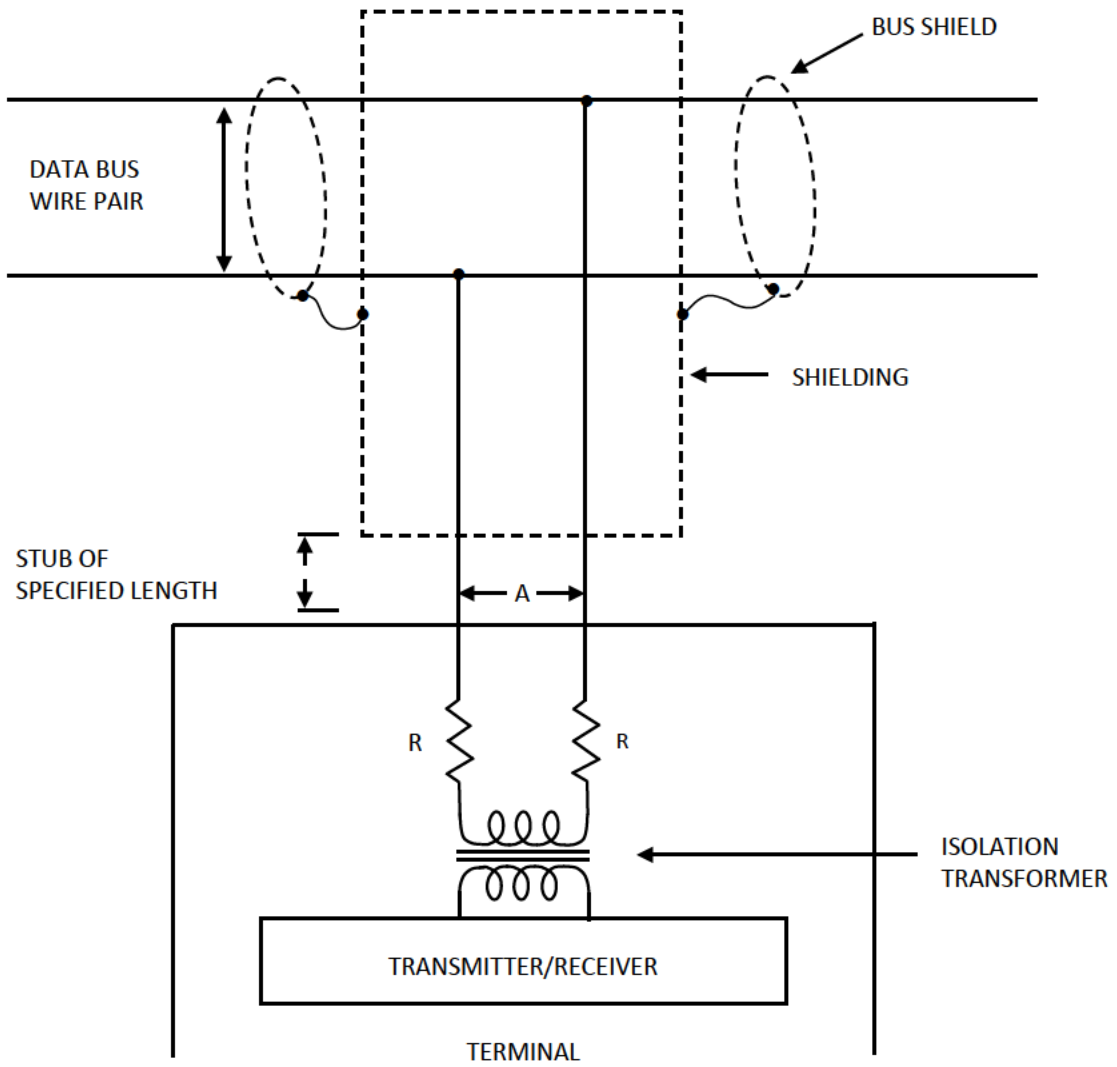 BUS SHIELD
DATA BUS
WIRE PAIR
SHIELDING
STUB OF
SPECIFIED LENGTH
A
R
R
ISOLATION
TRANSFORMER
TRANSMITTER/RECEIVER
TERMINAL